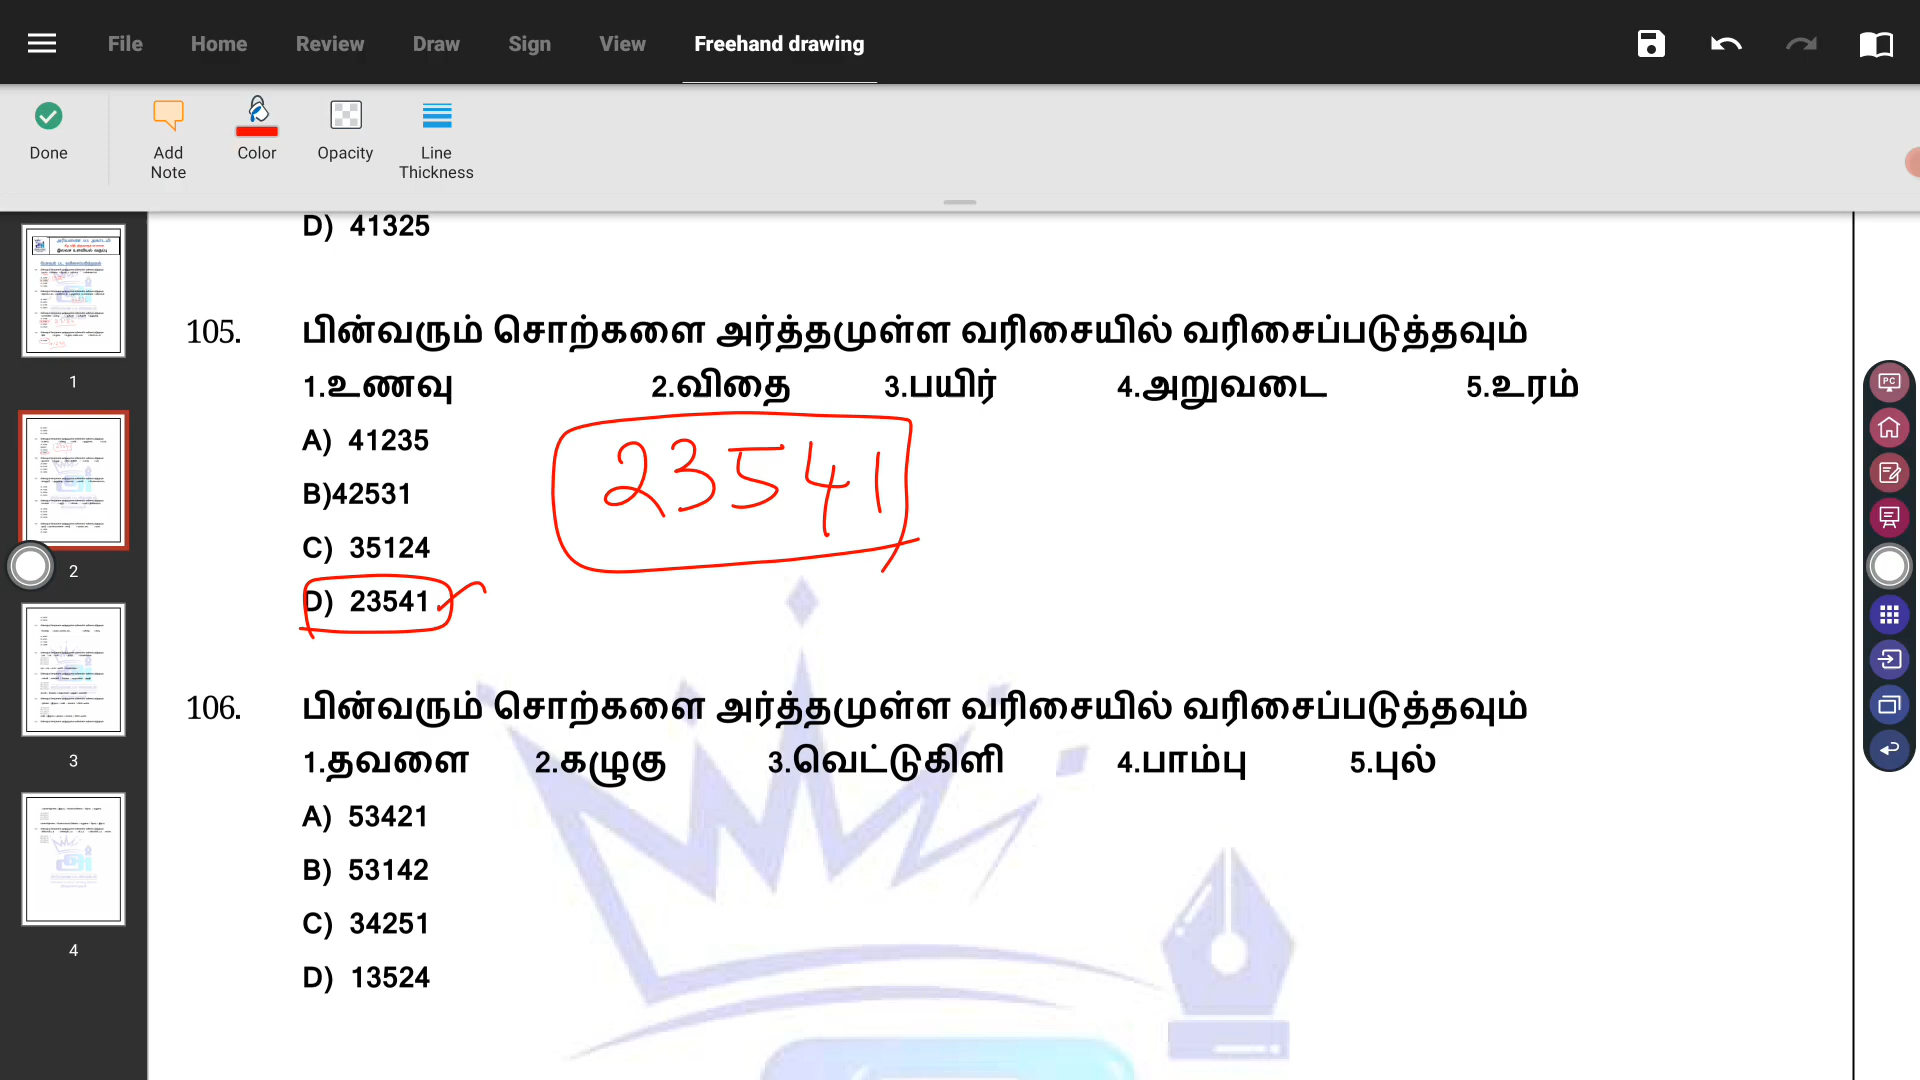 File Home Review Draw Sign View Freehand drawing
Done Add Note Color Opacity Line Thickness
D) 41325
105. பின்வரும் சொற்களை அர்த்தமுள்ள வரிசையில் வரிசைப்படுத்தவும்
1.உணவு 2.விதை 3.பயிர் 4.அறுவடை 5.உரம்
A) 41235
B)42531
23541
C) 35124
D) 23541
106. பின்வரும் சொற்களை அர்த்தமுள்ள வரிசையில் வரிசைப்படுத்தவும்
1.தவளை 2.கழுகு 3.வெட்டுகிளி 4.பாம்பு 5.புல்
A) 53421
B) 53142
C) 34251
D) 13524
1
2
3
4
PC